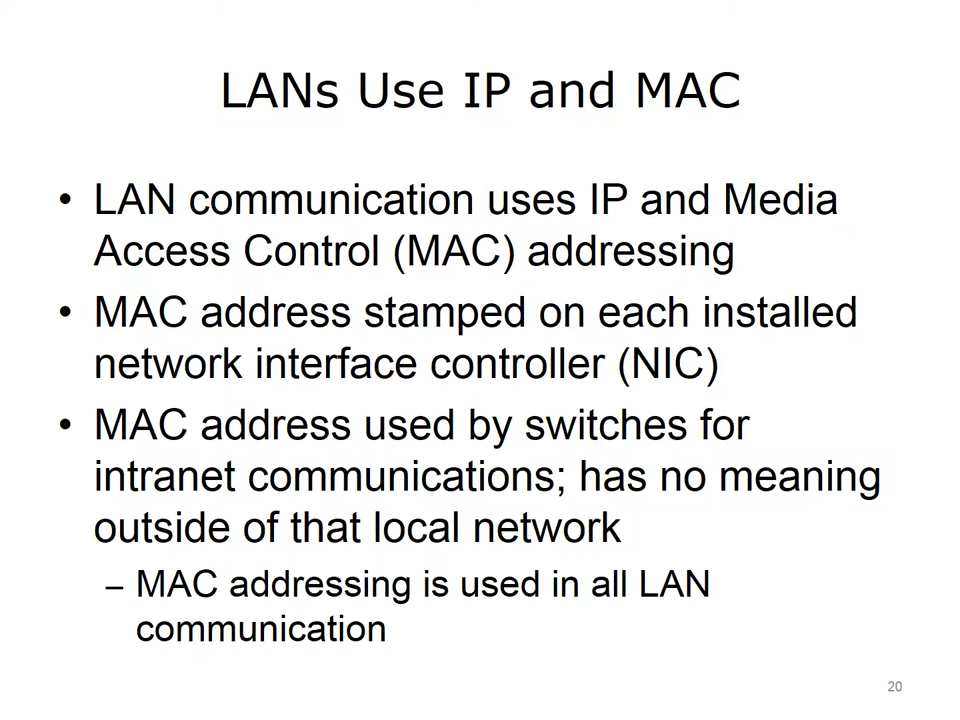 LANs Use IP and MAC
• LAN communication uses IP and Media
Access Control (MAC) addressing
• MAC address stamped on each installed
network interface controller (NIC)
• MAC address used by switches for
intranet communications; has no meaning
outside of that local network
– MAC addressing is used in all LAN
communication
20